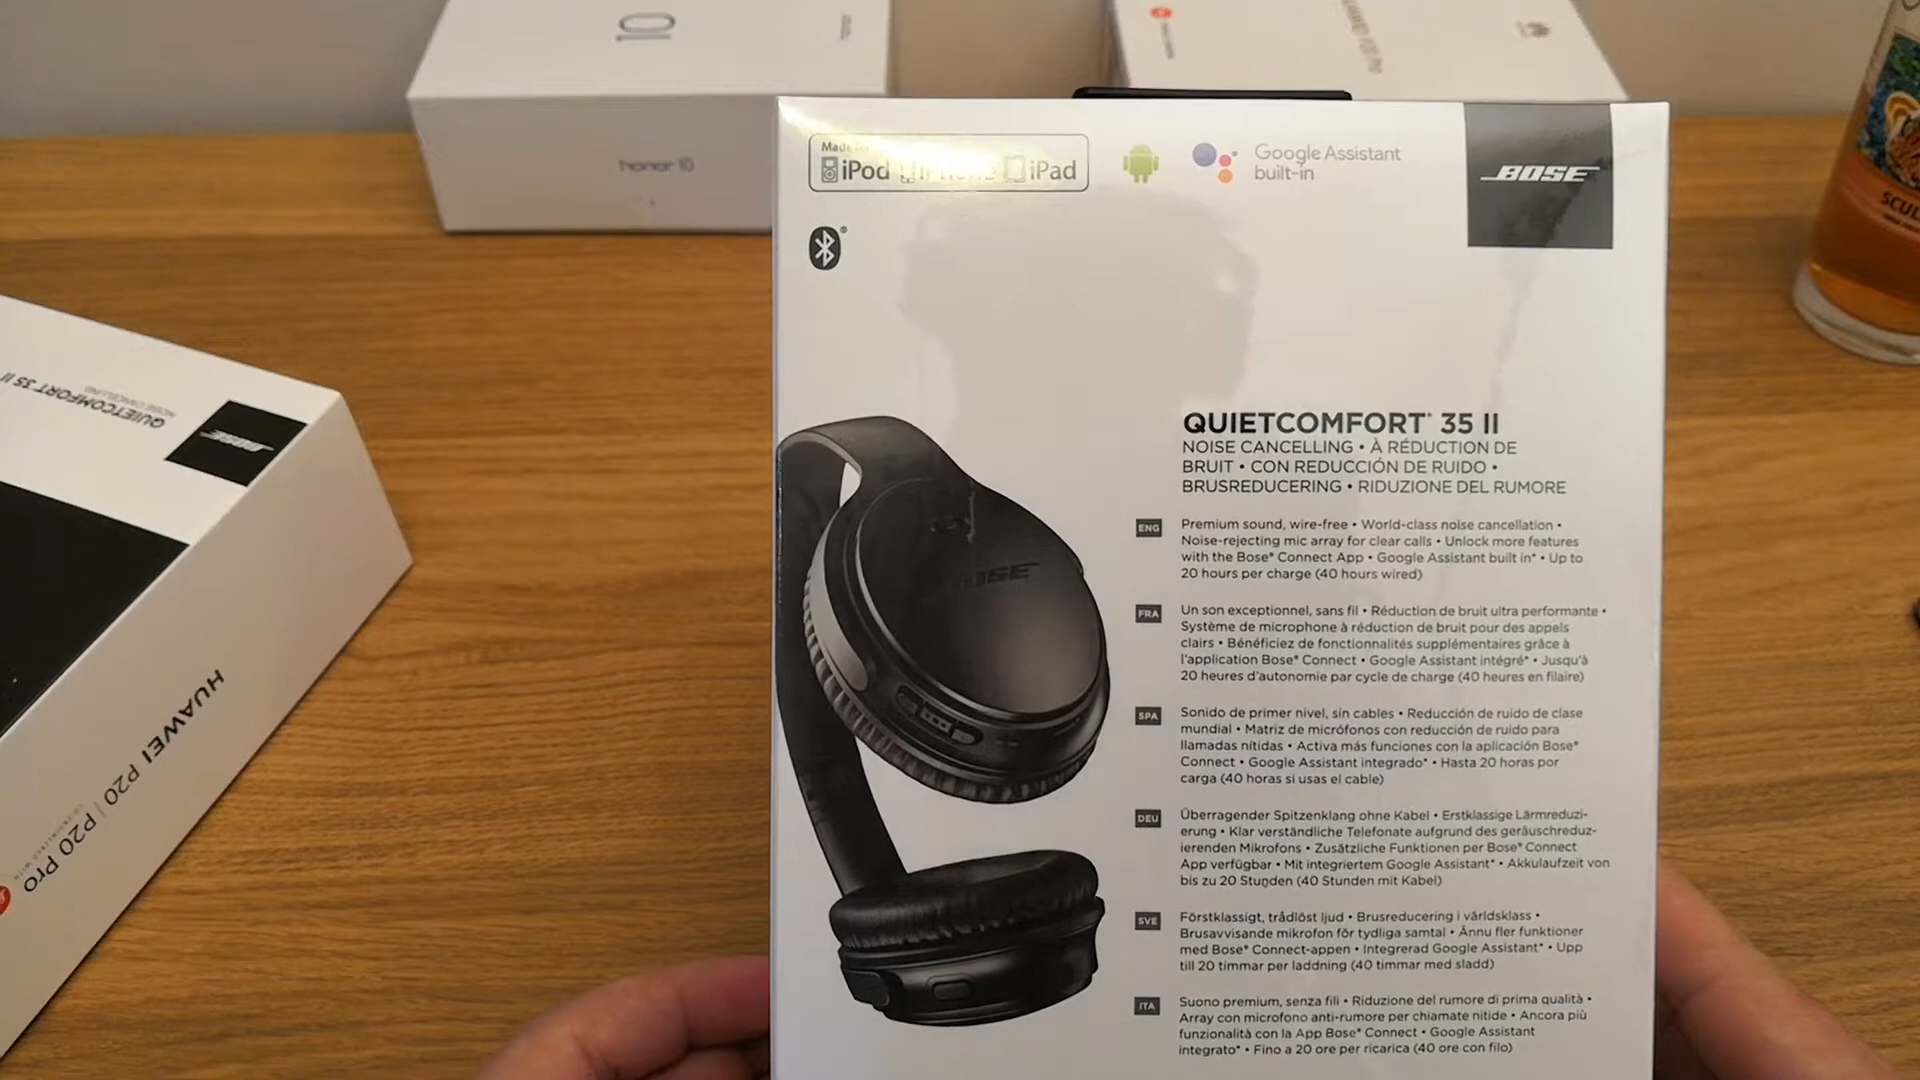 10
honor
honor 10
Made for
iPod iPhone iPad
Google Assistant
built-in
BOSE
QUIETCOMFORT® 35 II
NOISE CANCELLING • À RÉDUCTION DE
BRUIT • CON REDUCCIÓN DE RUIDO •
BRUSREDUCERING • RIDUZIONE DEL RUMORE
ENG
Premium sound, wire-free • World-class noise cancellation •
Noise-rejecting mic array for clear calls • Unlock more features
with the Bose® Connect App • Google Assistant built in* • Up to
20 hours per charge (40 hours wired)
FRA
Un son exceptionnel, sans fil • Réduction de bruit ultra performante •
Système de microphone à réduction de bruit pour des appels
clairs • Bénéficiez de fonctionnalités supplémentaires grâce à
l'application Bose® Connect • Google Assistant intégré* • Jusqu'à
20 heures d'autonomie par cycle de charge (40 heures en filaire)
SPA
Sonido de primer nivel, sin cables • Reducción de ruido de clase
mundial • Matriz de micrófonos con reducción de ruido para
llamadas nítidas • Activa más funciones con la aplicación Bose®
Connect • Google Assistant integrado* • Hasta 20 horas por
carga (40 horas si usas el cable)
DEU
Überragender Spitzenklang ohne Kabel • Erstklassige Lärmreduzi-
erung • Klar verständliche Telefonate aufgrund des geräuschreduz-
ierenden Mikrofons • Zusätzliche Funktionen per Bose® Connect
App verfügbar • Mit integriertem Google Assistant* • Akkulaufzeit von
bis zu 20 Stunden (40 Stunden mit Kabel)
SVE
Förstklassigt, trådlöst ljud • Brusreducering i världsklass •
Brusavvisande mikrofon för tydliga samtal • Ännu fler funktioner
med Bose® Connect-appen • Integrerad Google Assistant* • Upp
till 20 timmar per laddning (40 timmar med sladd)
ITA
Suono premium, senza fili • Riduzione del rumore di prima qualità •
Array con microfono anti-rumore per chiamate nitide • Ancora più
funzionalità con la App Bose® Connect • Google Assistant
integrato* • Fino a 20 ore per ricarica (40 ore con filo)
BOSE
BOSE
QUIETCOMFORT 35 II
NOISE CANCELLING
HUAWEI P20 | P20 Pro
SCUL